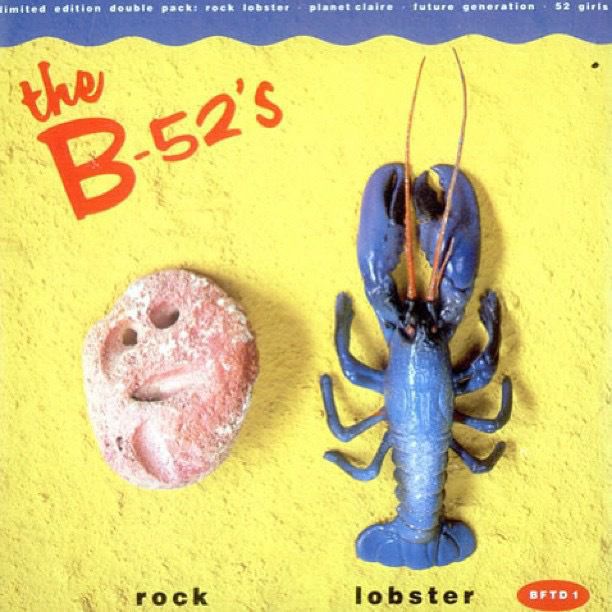 limited edition double pack: rock lobster · planet claire · future generation · 52 girls
the
B-52's
rock
lobster
BFTD 1